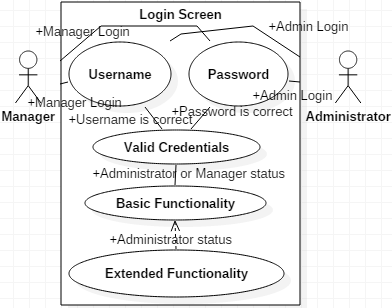 Login Screen
+Manager Login
+Admin Login
Username
Password
+Manager Login
+Admin Login
Manager
Administrator
+Username is correct
+Password is correct
Valid Credentials
+Administrator or Manager status
Basic Functionality
+Administrator status
Extended Functionality